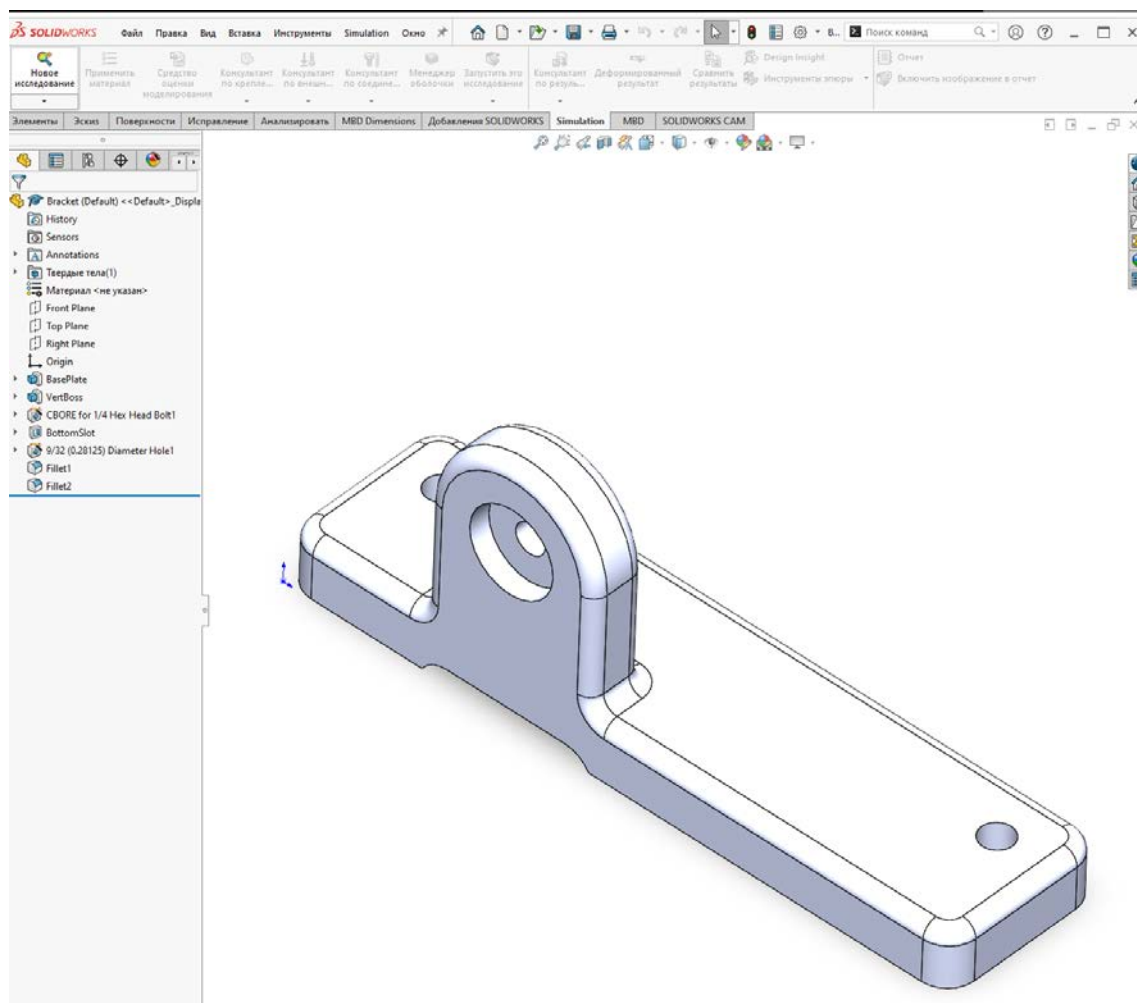 SOLIDWORKS Файл Правка Вид Вставка Инструменты Simulation Окно В... Поиск команд
Новое исследование
Применить материал
Средство оценки моделирования
Консультант по крепле...
Консультант по внешн...
Консультант по соедине...
Менеджер оболочки
Запустить это исследование
Консультант по резуль...
Деформированный результат
Сравнить результаты
Design Insight
Инструменты эпюры
Отчет
Включить изображение в отчет
Элементы Эскиз Поверхности Исправление Анализировать MBD Dimensions Добавления SOLIDWORKS Simulation MBD SOLIDWORKS CAM
Bracket (Default) <<Default>_Displa
History
Sensors
Annotations
Твердые тела(1)
Материал <не указан>
Front Plane
Top Plane
Right Plane
Origin
BasePlate
VertBoss
CBORE for 1/4 Hex Head Bolt1
BottomSlot
9/32 (0.28125) Diameter Hole1
Fillet1
Fillet2